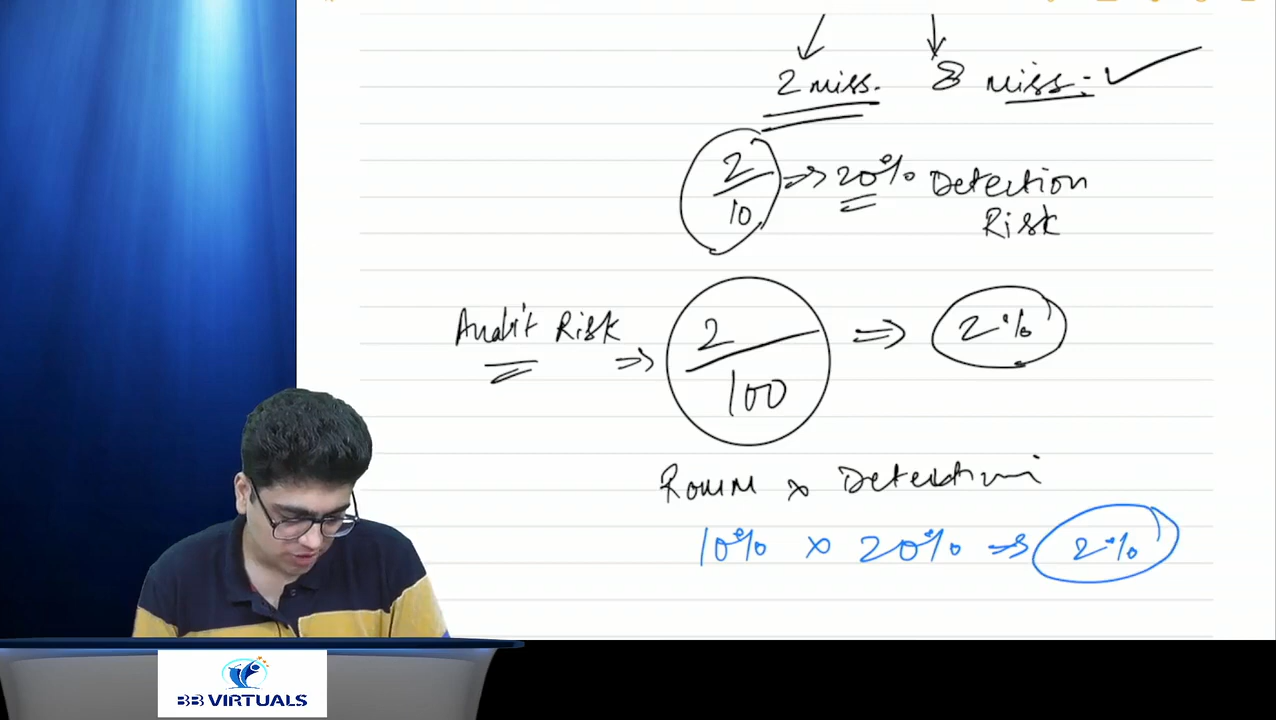 2 miss. 8 miss. ✓
2/10 => 20% Detection
Risk
Audit Risk => 2/100 => 2%
ROMM x Detection
10% x 20% => 2%
BB VIRTUALS